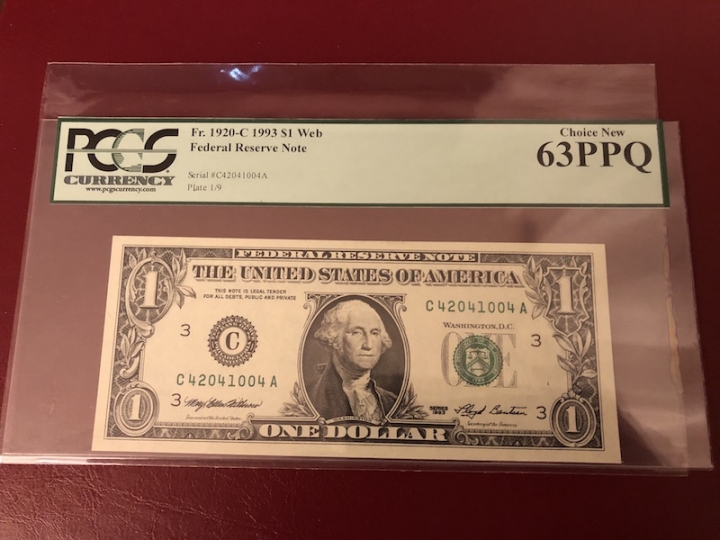 PCGS
CURRENCY
www.pcgscurrency.com
Fr. 1920-C 1993 $1 Web
Federal Reserve Note
Serial #C42041004A
Plate 1/9
Choice New
63PPQ
FEDERAL RESERVE NOTE
THE UNITED STATES OF AMERICA
THIS NOTE IS LEGAL TENDER
FOR ALL DEBTS, PUBLIC AND PRIVATE
C 42041004 A
WASHINGTON, D.C.
3
C
3
ONE
C 42041004 A
3
3
SERIES
1993
ONE DOLLAR
1
1
1
1